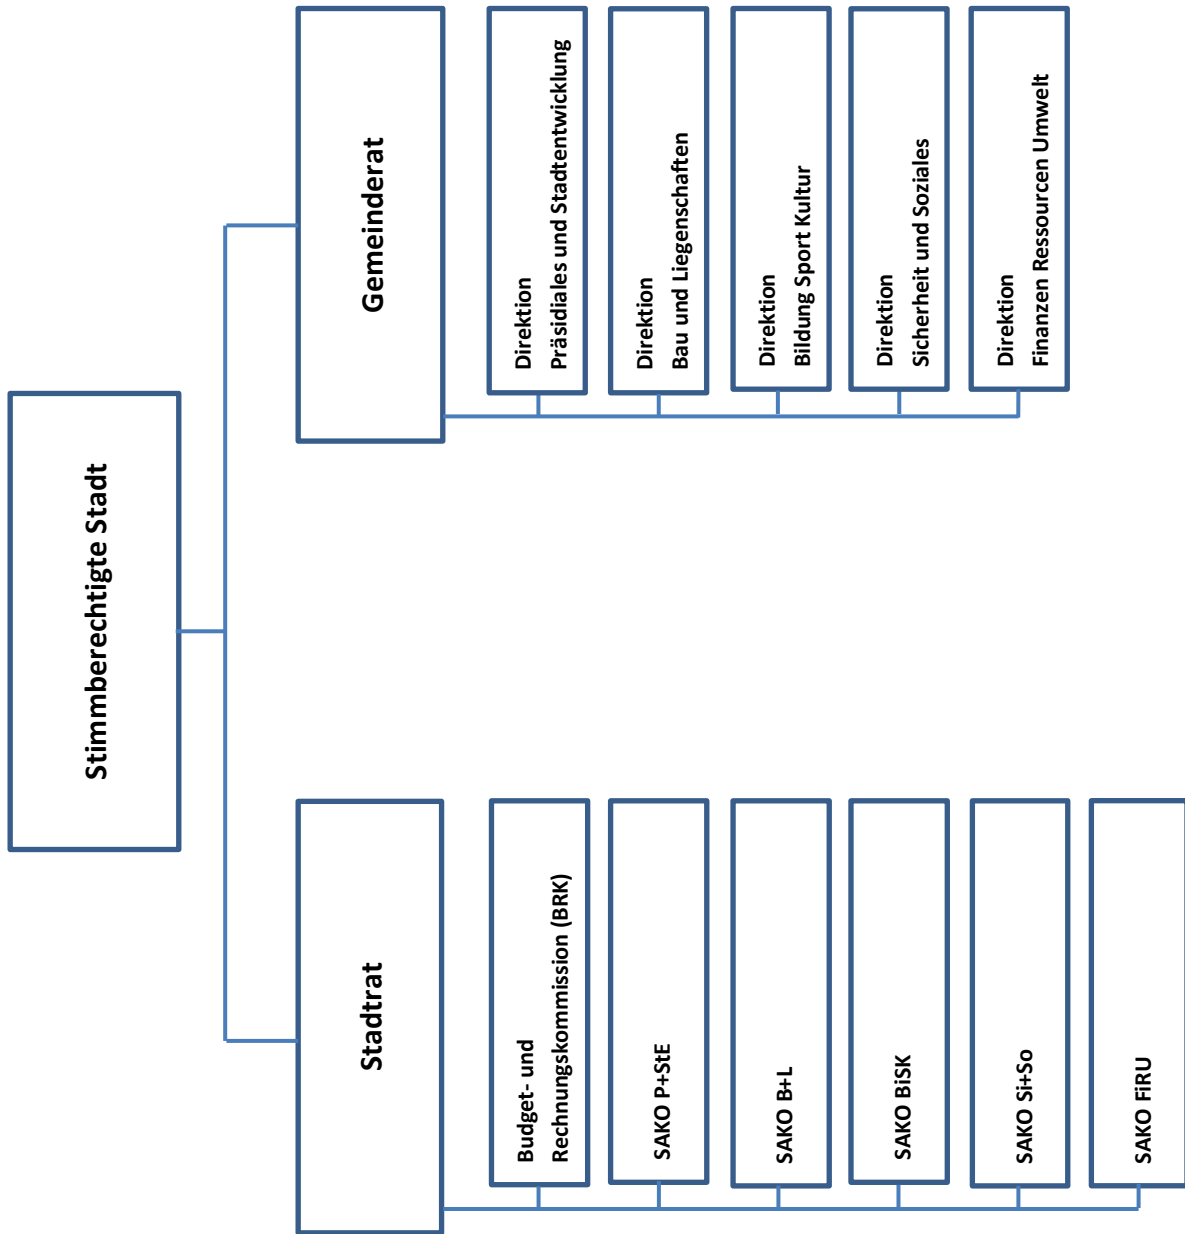 Stimmberechtigte Stadt
Stadtrat
Budget- und
Rechnungskommission (BRK)
SAKO P+StE
SAKO B+L
SAKO BiSK
SAKO Si+So
SAKO FiRU
Gemeinderat
Direktion
Präsidiales und Stadtentwicklung
Direktion
Bau und Liegenschaften
Direktion
Bildung Sport Kultur
Direktion
Sicherheit und Soziales
Direktion
Finanzen Ressourcen Umwelt